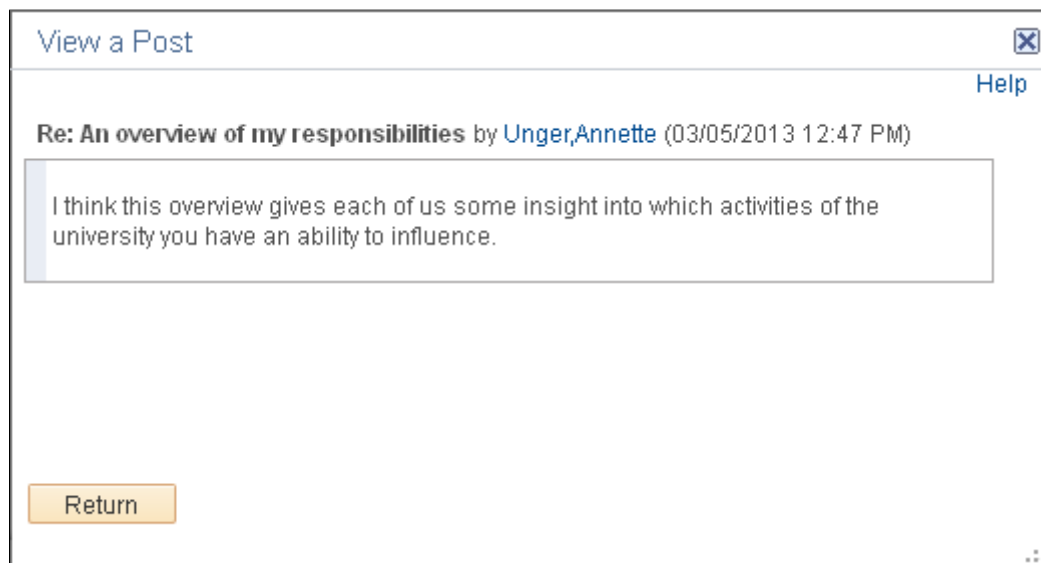 View a Post
Help
Re: An overview of my responsibilities by Unger,Annette (03/05/2013 12:47 PM)
I think this overview gives each of us some insight into which activities of the
university you have an ability to influence.
Return